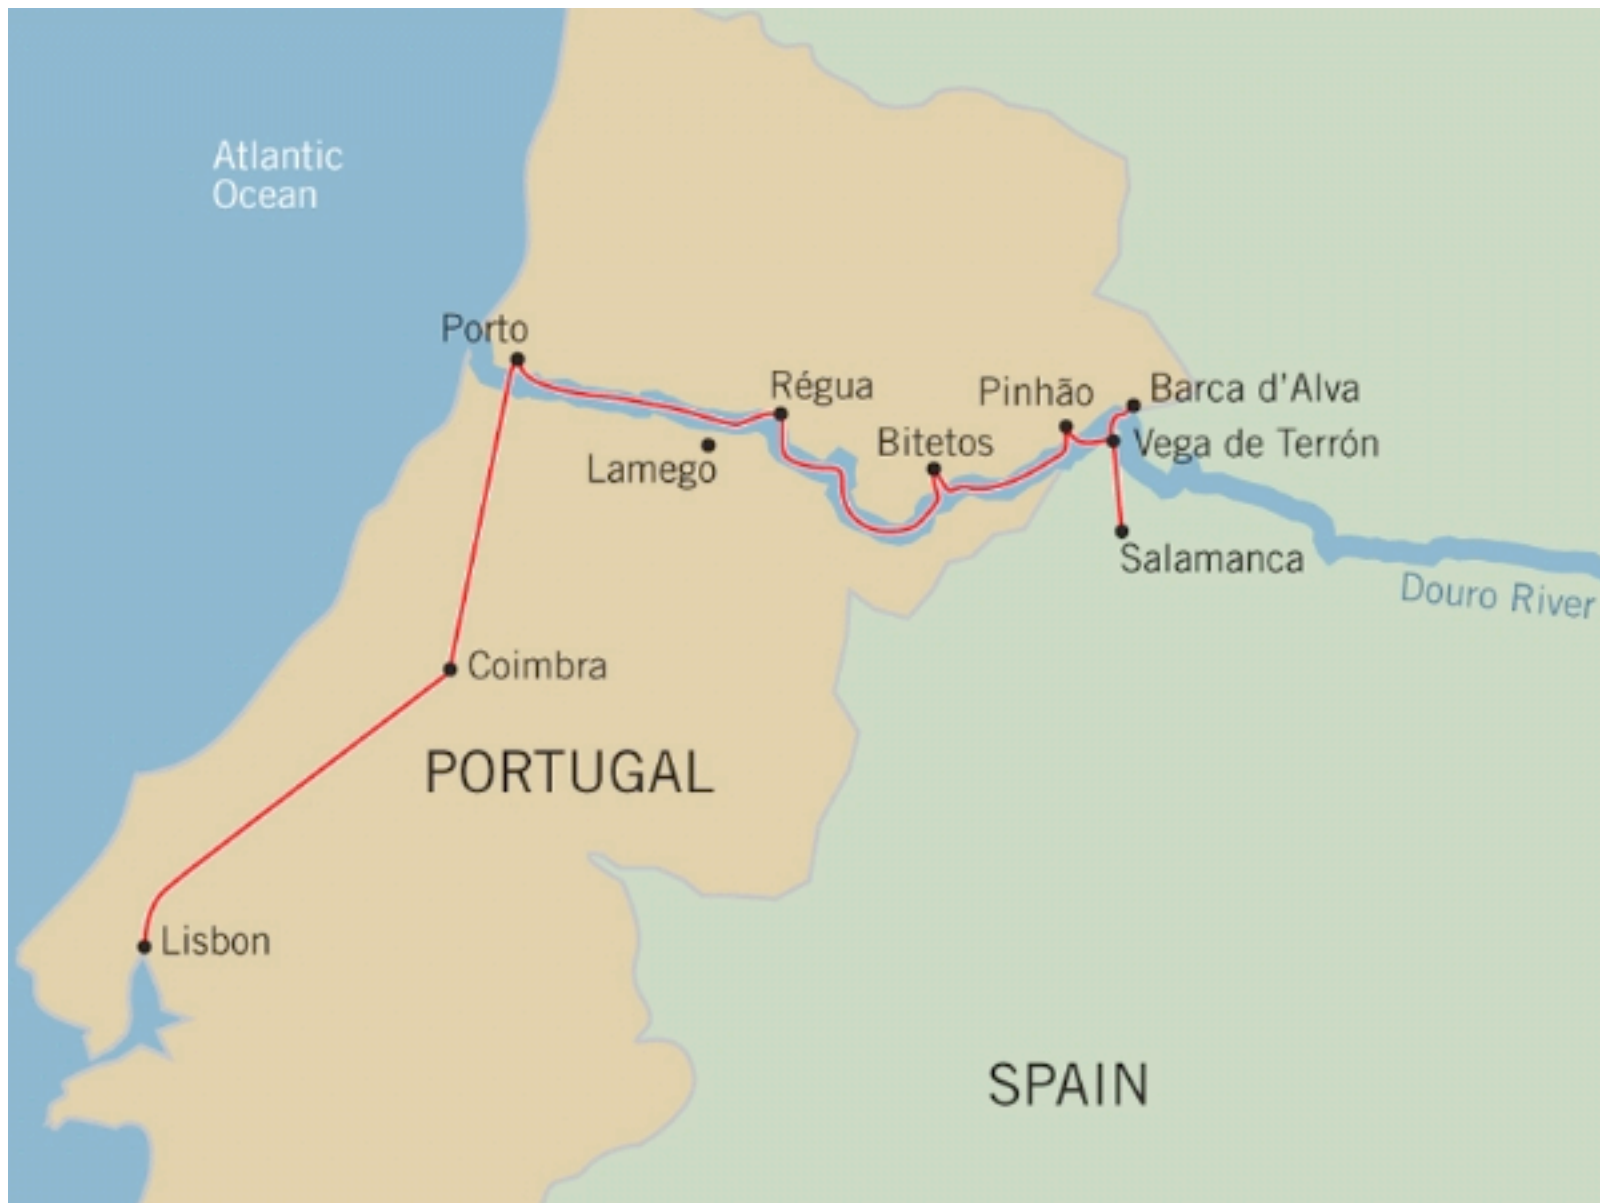 Atlantic
Ocean
Porto
Régua
Pinhão
Barca d'Alva
Bitetos
Vega de Terrón
Lamego
Salamanca
Douro River
Coimbra
PORTUGAL
Lisbon
SPAIN